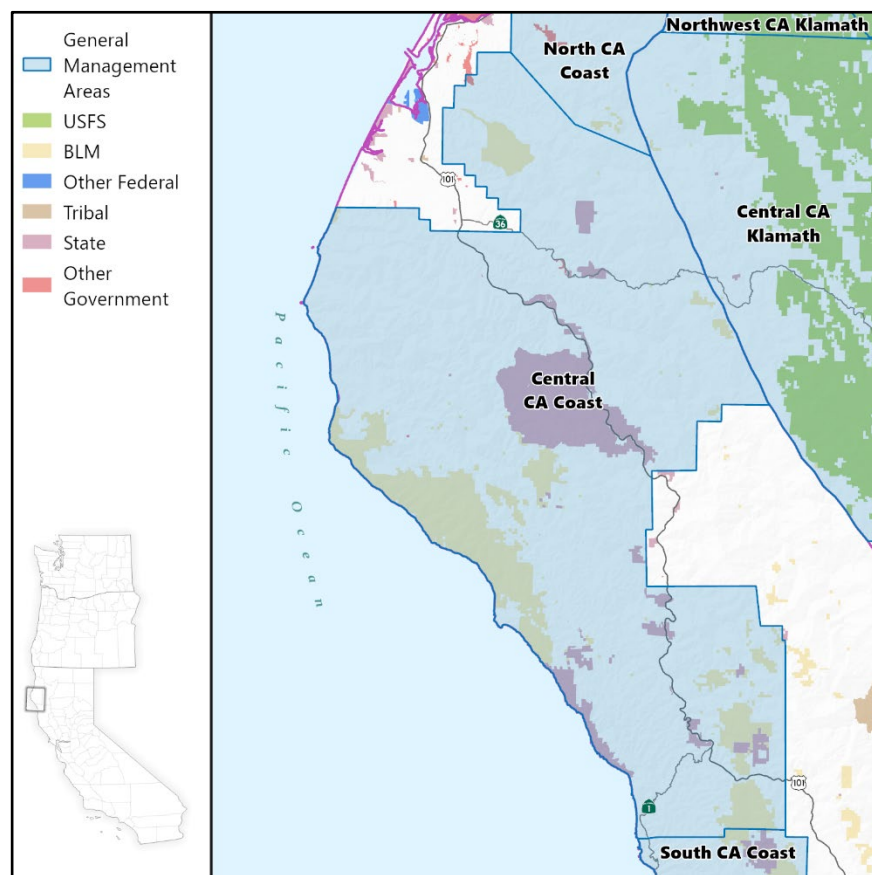 General
Management
Areas
USFS
BLM
Other Federal
Tribal
State
Other
Government
Northwest CA Klamath
North CA
Coast
101
36
Central CA
Klamath
Pacific Ocean
Central
CA Coast
101
1
South CA Coast